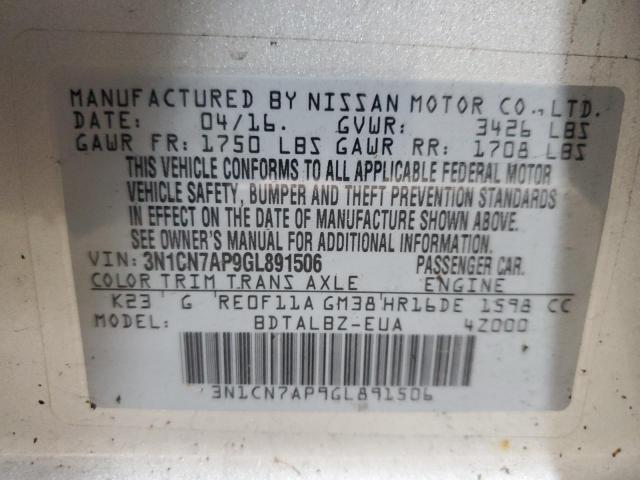 MANUFACTURED BY NISSAN MOTOR CO., LTD.
DATE: 04/16. GVWR: 3426 LBS
GAWR FR: 1750 LBS GAWR RR: 1708 LBS
THIS VEHICLE CONFORMS TO ALL APPLICABLE FEDERAL MOTOR
VEHICLE SAFETY, BUMPER AND THEFT PREVENTION STANDARDS
IN EFFECT ON THE DATE OF MANUFACTURE SHOWN ABOVE.
SEE OWNER'S MANUAL FOR ADDITIONAL INFORMATION.
VIN: 3N1CN7AP9GL891506 PASSENGER CAR.
COLOR TRIM TRANS AXLE ENGINE
K23 G RE0F11A GM38 HR16DE 1598 CC
BDTALBZ-EUA 4Z000
3N1CN7AP9GL891506